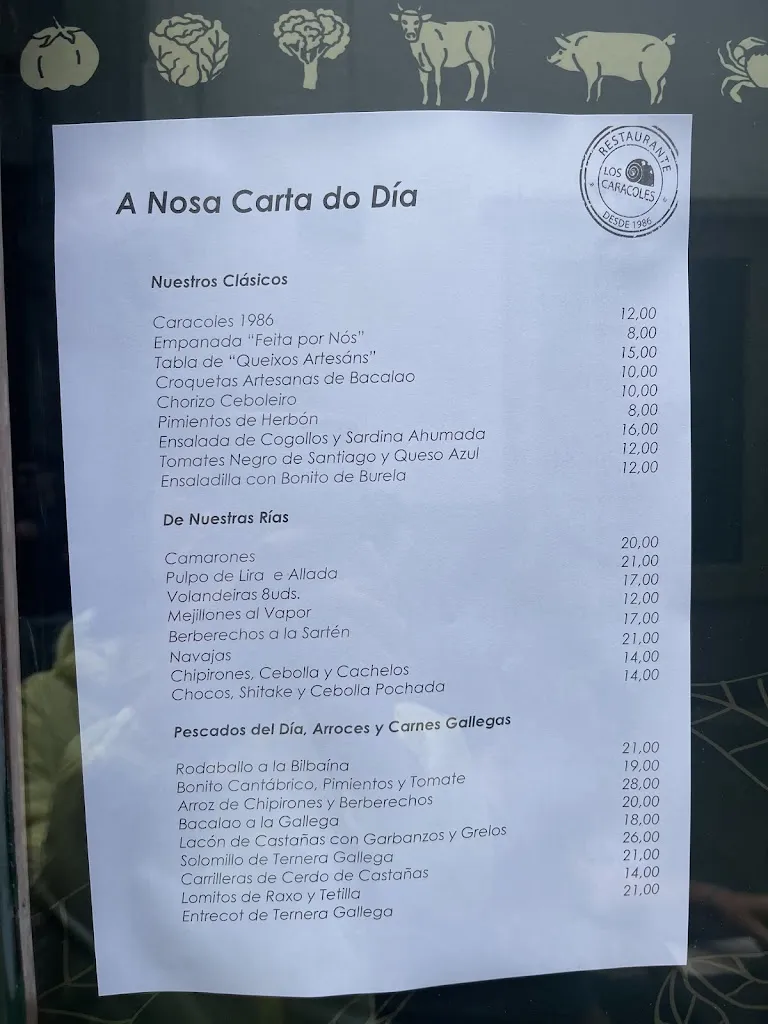 RESTAURANTE
LOS
CARACOLES
DESDE 1986
A Nosa Carta do Día
Nuestros Clásicos
Caracoles 1986 12,00
Empanada “Feita por Nós” 8,00
Tabla de “Queixos Artesáns” 15,00
Croquetas Artesanas de Bacalao 10,00
Chorizo Ceboleiro 10,00
Pimientos de Herbón 8,00
Ensalada de Cogollos y Sardina Ahumada 16,00
Tomates Negro de Santiago y Queso Azul 12,00
Ensaladilla con Bonito de Burela 12,00
De Nuestras Rías
Camarones 20,00
Pulpo de Lira e Allada 21,00
Volandeiras 8uds. 17,00
Mejillones al Vapor 12,00
Berberechos a la Sartén 17,00
Navajas 21,00
Chipirones, Cebolla y Cachelos 14,00
Chocos, Shitake y Cebolla Pochada 14,00
Pescados del Día, Arroces y Carnes Gallegas
Rodaballo a la Bilbaína 21,00
Bonito Cantábrico, Pimientos y Tomate 19,00
Arroz de Chipirones y Berberechos 28,00
Bacalao a la Gallega 20,00
Lacón de Castañas con Garbanzos y Grelos 18,00
Solomillo de Ternera Gallega 26,00
Carrilleras de Cerdo de Castañas 21,00
Lomitos de Raxo y Tetilla 14,00
Entrecot de Ternera Gallega 21,00